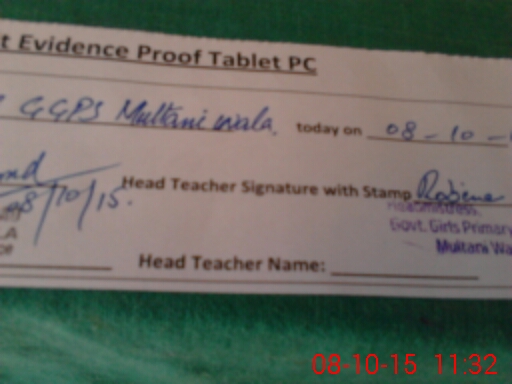 t Evidence Proof Tablet PC
GGPS Multani wala, today on 08-10-
Head Teacher Signature with Stamp Robina
08/10/15.
Headmistress.
Govt. Girls Primary
Multani Wa
Head Teacher Name:
08-10-15 11:32